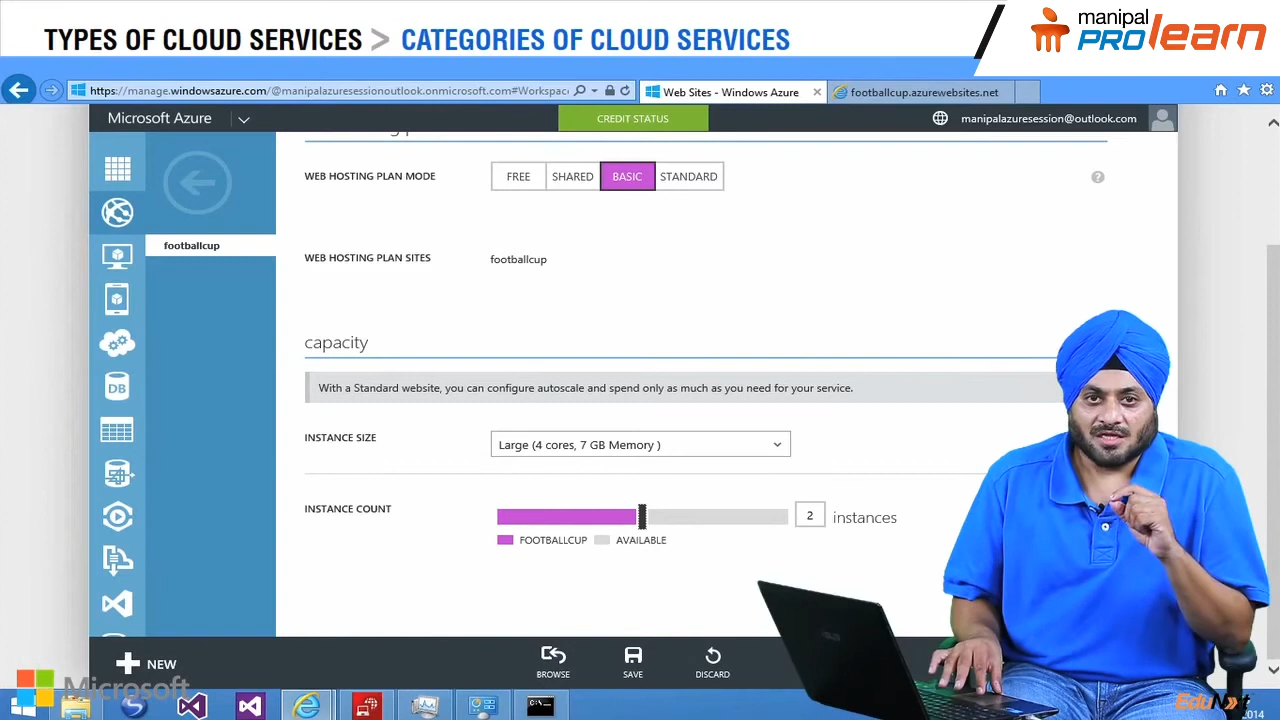 TYPES OF CLOUD SERVICES > CATEGORIES OF CLOUD SERVICES
manipal
PROlearn
https://manage.windowsazure.com/@manipalazuresessionoutlook.onmicrosoft.com#Workspace
Web Sites - Windows Azure
footballcup.azurewebsites.net
Microsoft Azure
CREDIT STATUS
manipalazuresession@outlook.com
WEB HOSTING PLAN MODE
FREE
SHARED
BASIC
STANDARD
?
footballcup
WEB HOSTING PLAN SITES
footballcup
capacity
With a Standard website, you can configure autoscale and spend only as much as you need for your service.
INSTANCE SIZE
Large (4 cores, 7 GB Memory )
INSTANCE COUNT
2
instances
FOOTBALLCUP
AVAILABLE
DB
NEW
BROWSE
SAVE
DISCARD
Microsoft
EduNxt
2014